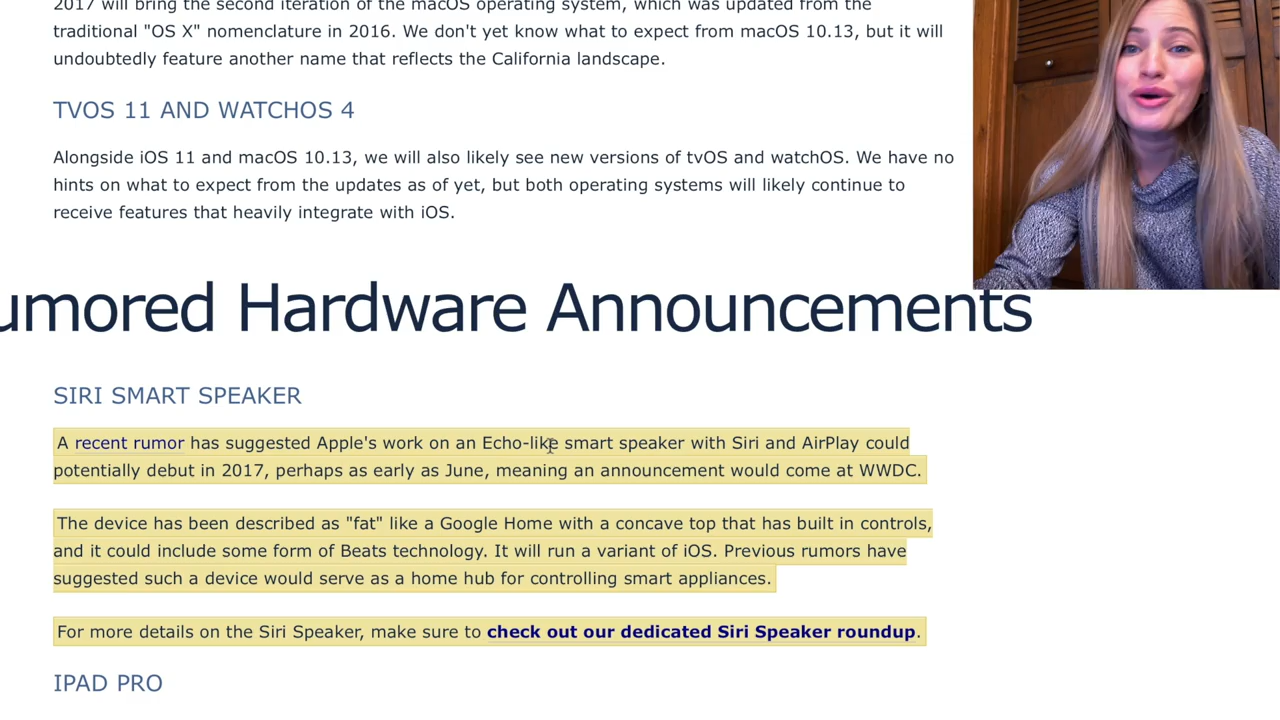 2017 will bring the second iteration of the macOS operating system, which was updated from the
traditional "OS X" nomenclature in 2016. We don't yet know what to expect from macOS 10.13, but it will
undoubtedly feature another name that reflects the California landscape.
TVOS 11 AND WATCHOS 4
Alongside iOS 11 and macOS 10.13, we will also likely see new versions of tvOS and watchOS. We have no
hints on what to expect from the updates as of yet, but both operating systems will likely continue to
receive features that heavily integrate with iOS.
umored Hardware Announcements
SIRI SMART SPEAKER
A recent rumor has suggested Apple's work on an Echo-like smart speaker with Siri and AirPlay could
potentially debut in 2017, perhaps as early as June, meaning an announcement would come at WWDC.
The device has been described as "fat" like a Google Home with a concave top that has built in controls,
and it could include some form of Beats technology. It will run a variant of iOS. Previous rumors have
suggested such a device would serve as a home hub for controlling smart appliances.
For more details on the Siri Speaker, make sure to check out our dedicated Siri Speaker roundup.
IPAD PRO